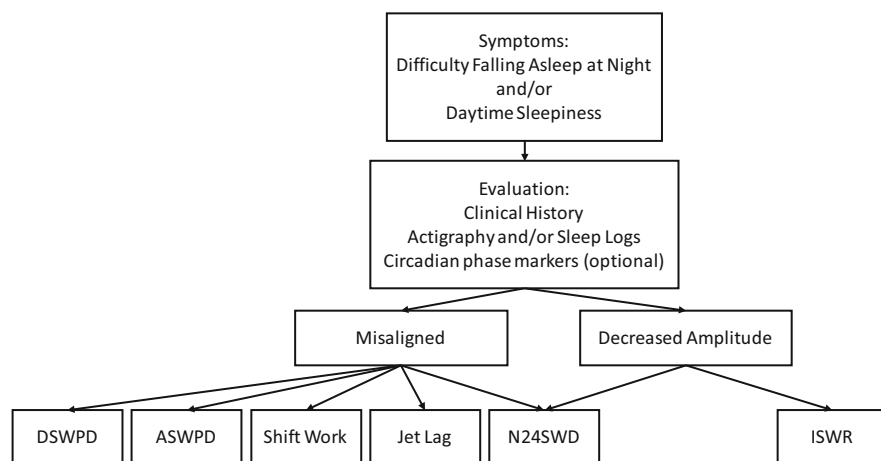 Symptoms:
Difficulty Falling Asleep at Night
and/or
Daytime Sleepiness
Evaluation:
Clinical History
Actigraphy and/or Sleep Logs
Circadian phase markers (optional)
Misaligned
Decreased Amplitude
DSWPD
ASWPD
Shift Work
Jet Lag
N24SWD
ISWR